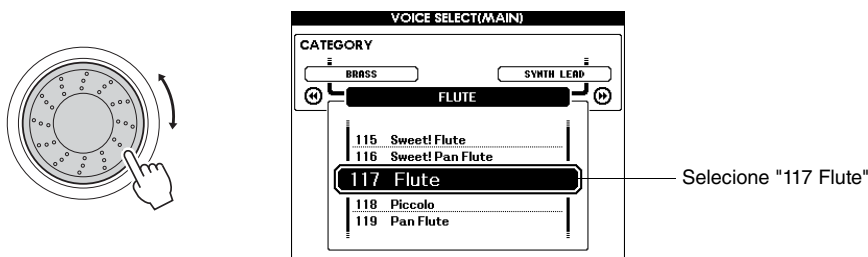 VOICE SELECT(MAIN)
CATEGORY
BRASS SYNTH LEAD
FLUTE
115 Sweet! Flute
116 Sweet! Pan Flute
117 Flute
118 Piccolo
119 Pan Flute
Selecione "117 Flute"